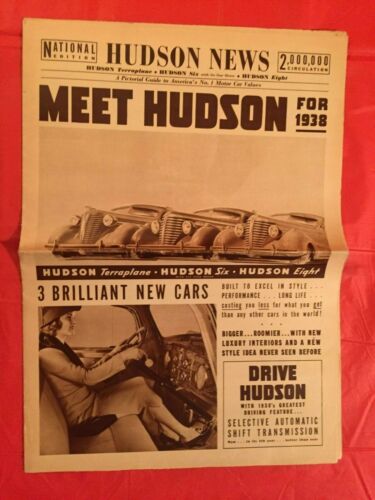 NATIONAL
EDITION
HUDSON NEWS
2,000,000
CIRCULATION
HUDSON Terraplane • HUDSON Six • HUDSON Eight
A Pictorial Guide to America's No. 1 Motor Car Values
MEET HUDSON FOR
1938
HUDSON Terraplane • HUDSON Six • HUDSON Eight
3 BRILLIANT NEW CARS
BUILT TO EXCEL IN STYLE . . .
PERFORMANCE . . . LONG LIFE . . .
costing you less for what you get
than any other cars in the world!
BIGGER . . ROOMIER . . WITH NEW
LUXURY INTERIORS AND A NEW
STYLE IDEA NEVER SEEN BEFORE
DRIVE
HUDSON
WITH 1938'S GREATEST
DRIVING FEATURE . . .
SELECTIVE AUTOMATIC
SHIFT TRANSMISSION